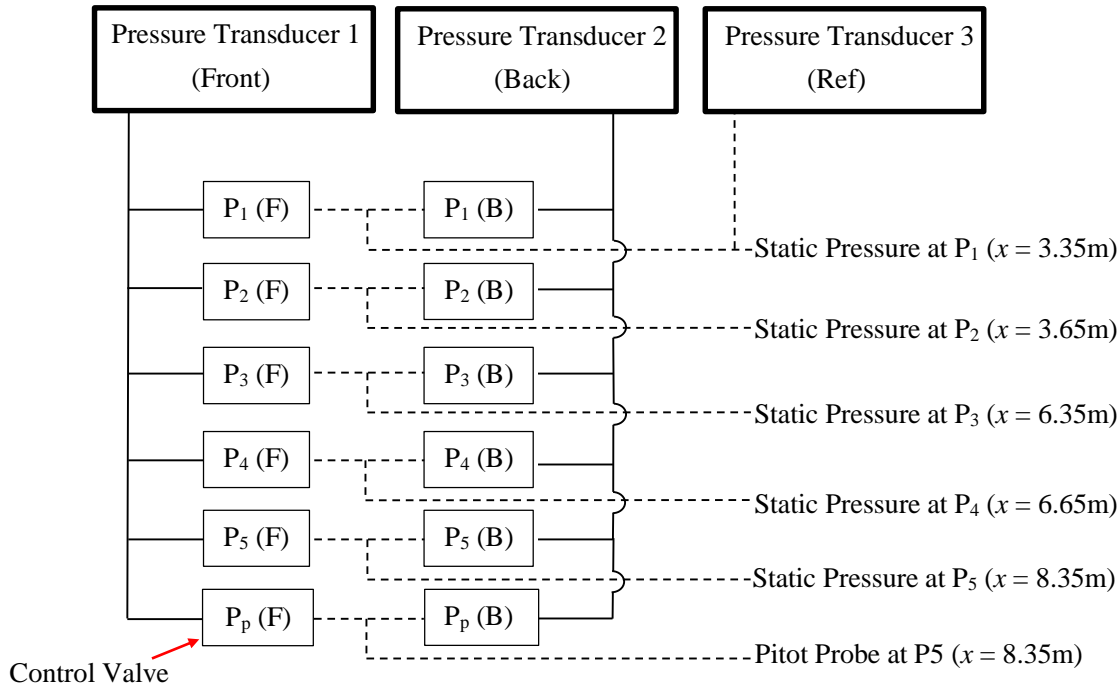 Pressure Transducer 1
(Front)
Pressure Transducer 2
(Back)
Pressure Transducer 3
(Ref)
P₁ (F)
P₁ (B)
Static Pressure at P₁ (x = 3.35m)
P₂ (F)
P₂ (B)
Static Pressure at P₂ (x = 3.65m)
P₃ (F)
P₃ (B)
Static Pressure at P₃ (x = 6.35m)
P₄ (F)
P₄ (B)
Static Pressure at P₄ (x = 6.65m)
P₅ (F)
P₅ (B)
Static Pressure at P₅ (x = 8.35m)
Pₚ (F)
Pₚ (B)
Pitot Probe at P5 (x = 8.35m)
Control Valve